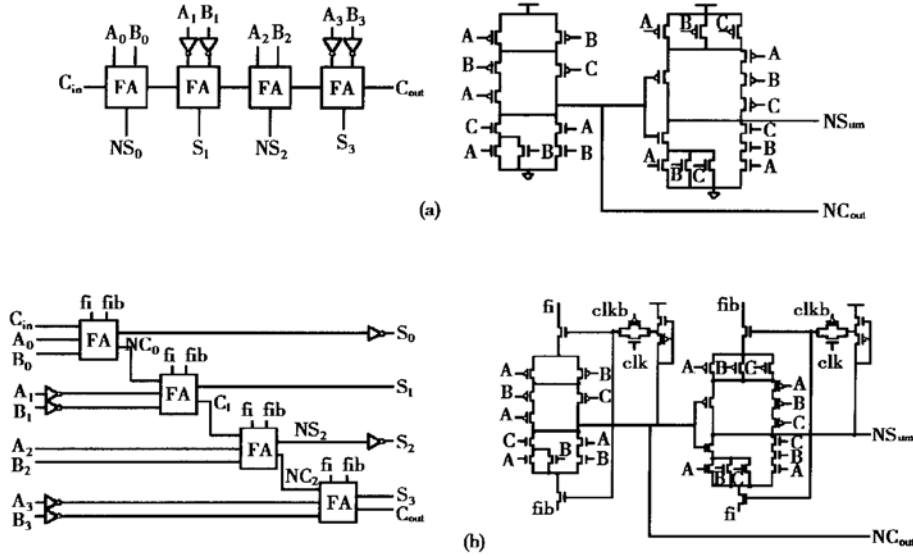 A₁ B₁ A₃ B₃
A₀ B₀ A₂ B₂
Cin FA FA FA FA Cout
NS₀ S₁ NS₂ S₃
A B A B C
B C A
A B
C
C A C NSum
A B B A B C B
A
(a) NCout
fi fib
Cin FA S₀
A₀ NC₀
B₀ fi fib
A₁ FA S₁
B₁ C₁
fi fib
A₂ FA NS₂ S₂
B₂ NC₂
fi fib
A₃ FA S₃
B₃ Cout
fi clkb fib clkb
clk clk
A B A B C A
B C B
A C
C A C NSum
A B B A B C B
A
fib fi
(b) NCout